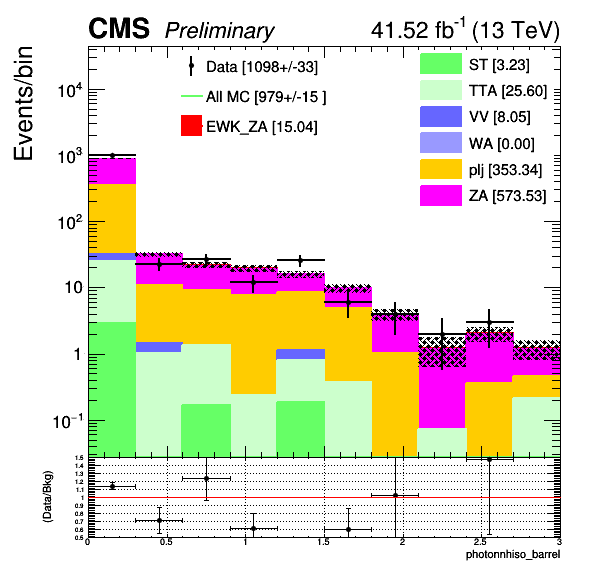 CMS Preliminary 41.52 fb⁻¹ (13 TeV)
Events/bin
Data [1098+/-33]
All MC [979+/-15 ]
EWK_ZA [15.04]
ST [3.23]
TTA [25.60]
VV [8.05]
WA [0.00]
plj [353.34]
ZA [573.53]
10⁴
10³
10²
10
1
10⁻¹
(Data/Bkg)
1.5
1.4
1.3
1.2
1.1
1
0.9
0.8
0.7
0.6
0.5
0 0.5 1 1.5 2 2.5 3
photonnhiso_barrel